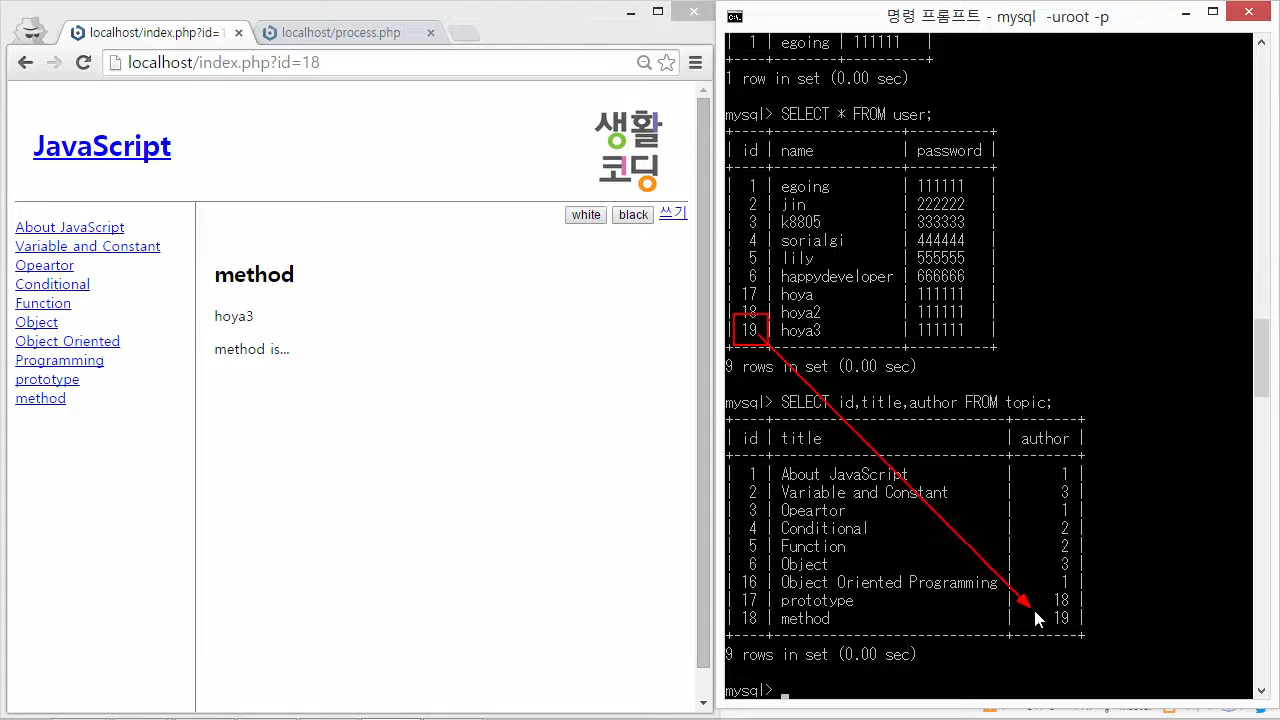 localhost/index.php?id=1
localhost/process.php
localhost/index.php?id=18
JavaScript
생활
코딩
white
black
쓰기
About JavaScript
Variable and Constant
Opeartor
Conditional
Function
Object
Object Oriented
Programming
prototype
method
method
hoya3
method is...
명령 프롬프트 - mysql -uroot -p
| 1 | egoing | 111111 |
+----+--------+----------+
1 row in set (0.00 sec)
mysql> SELECT * FROM user;
+----+----------------+----------+
| id | name | password |
+----+----------------+----------+
| 1 | egoing | 111111 |
| 2 | jin | 222222 |
| 3 | k8805 | 333333 |
| 4 | sorialgi | 444444 |
| 5 | lily | 555555 |
| 6 | happydeveloper | 666666 |
| 17 | hoya | 111111 |
| 18 | hoya2 | 111111 |
| 19 | hoya3 | 111111 |
+----+----------------+----------+
9 rows in set (0.00 sec)
mysql> SELECT id,title,author FROM topic;
+----+-----------------------------+--------+
| id | title | author |
+----+-----------------------------+--------+
| 1 | About JavaScript | 1 |
| 2 | Variable and Constant | 3 |
| 3 | Opeartor | 1 |
| 4 | Conditional | 2 |
| 5 | Function | 2 |
| 6 | Object | 3 |
| 16 | Object Oriented Programming | 1 |
| 17 | prototype | 18 |
| 18 | method | 19 |
+----+-----------------------------+--------+
9 rows in set (0.00 sec)
mysql>